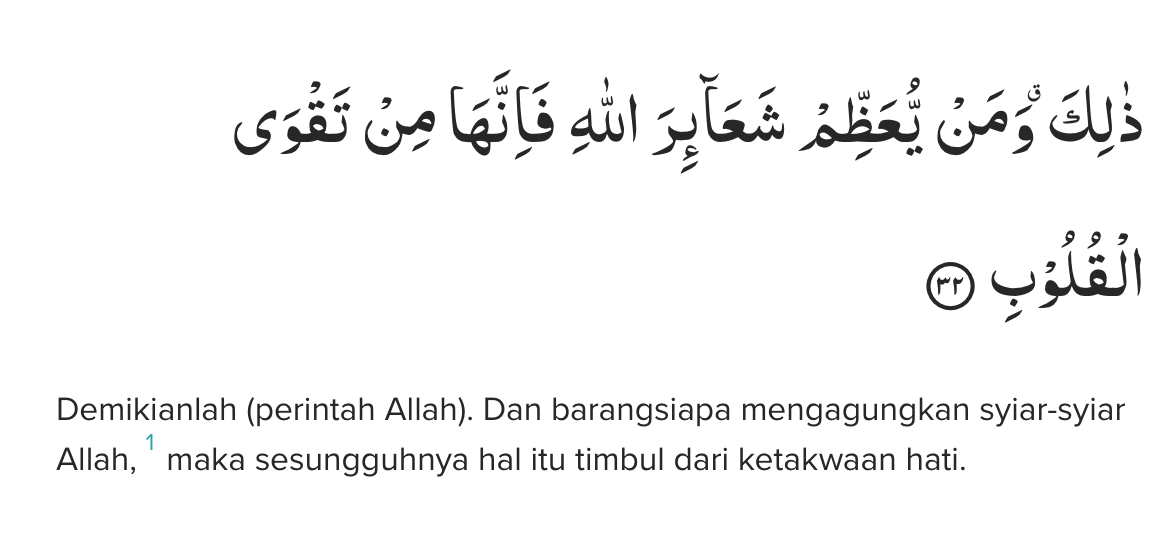 ذٰلِكَ وَمَنْ يُّعَظِّمْ شَعَاۤىِٕرَ اللّٰهِ فَاِنَّهَا مِنْ تَقْوَى
الْقُلُوْبِ ٣٢
Demikianlah (perintah Allah). Dan barangsiapa mengagungkan syiar-syiar
Allah, 1 maka sesungguhnya hal itu timbul dari ketakwaan hati.